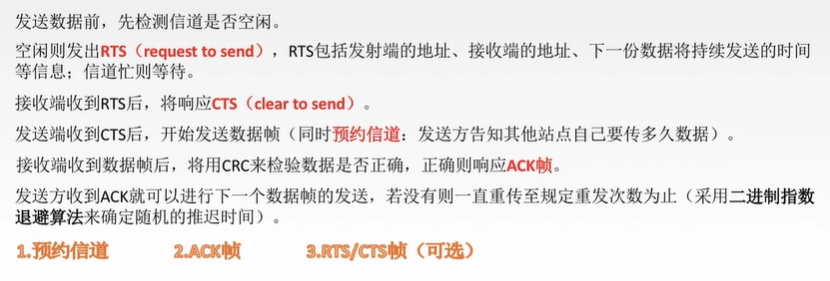 发送数据前，先检测信道是否空闲。
空闲则发出RTS（request to send），RTS包括发射端的地址、接收端的地址、下一份数据将持续发送的时间
等信息；信道忙则等待。
接收端收到RTS后，将响应CTS（clear to send）。
发送端收到CTS后，开始发送数据帧（同时预约信道：发送方告知其他站点自己要传多久数据）。
接收端收到数据帧后，将用CRC来检验数据是否正确，正确则响应ACK帧。
发送方收到ACK就可以进行下一个数据帧的发送，若没有则一直重传至规定重发次数为止（采用二进制指数
退避算法来确定随机的推迟时间）。
1.预约信道 2.ACK帧 3.RTS/CTS帧（可选）